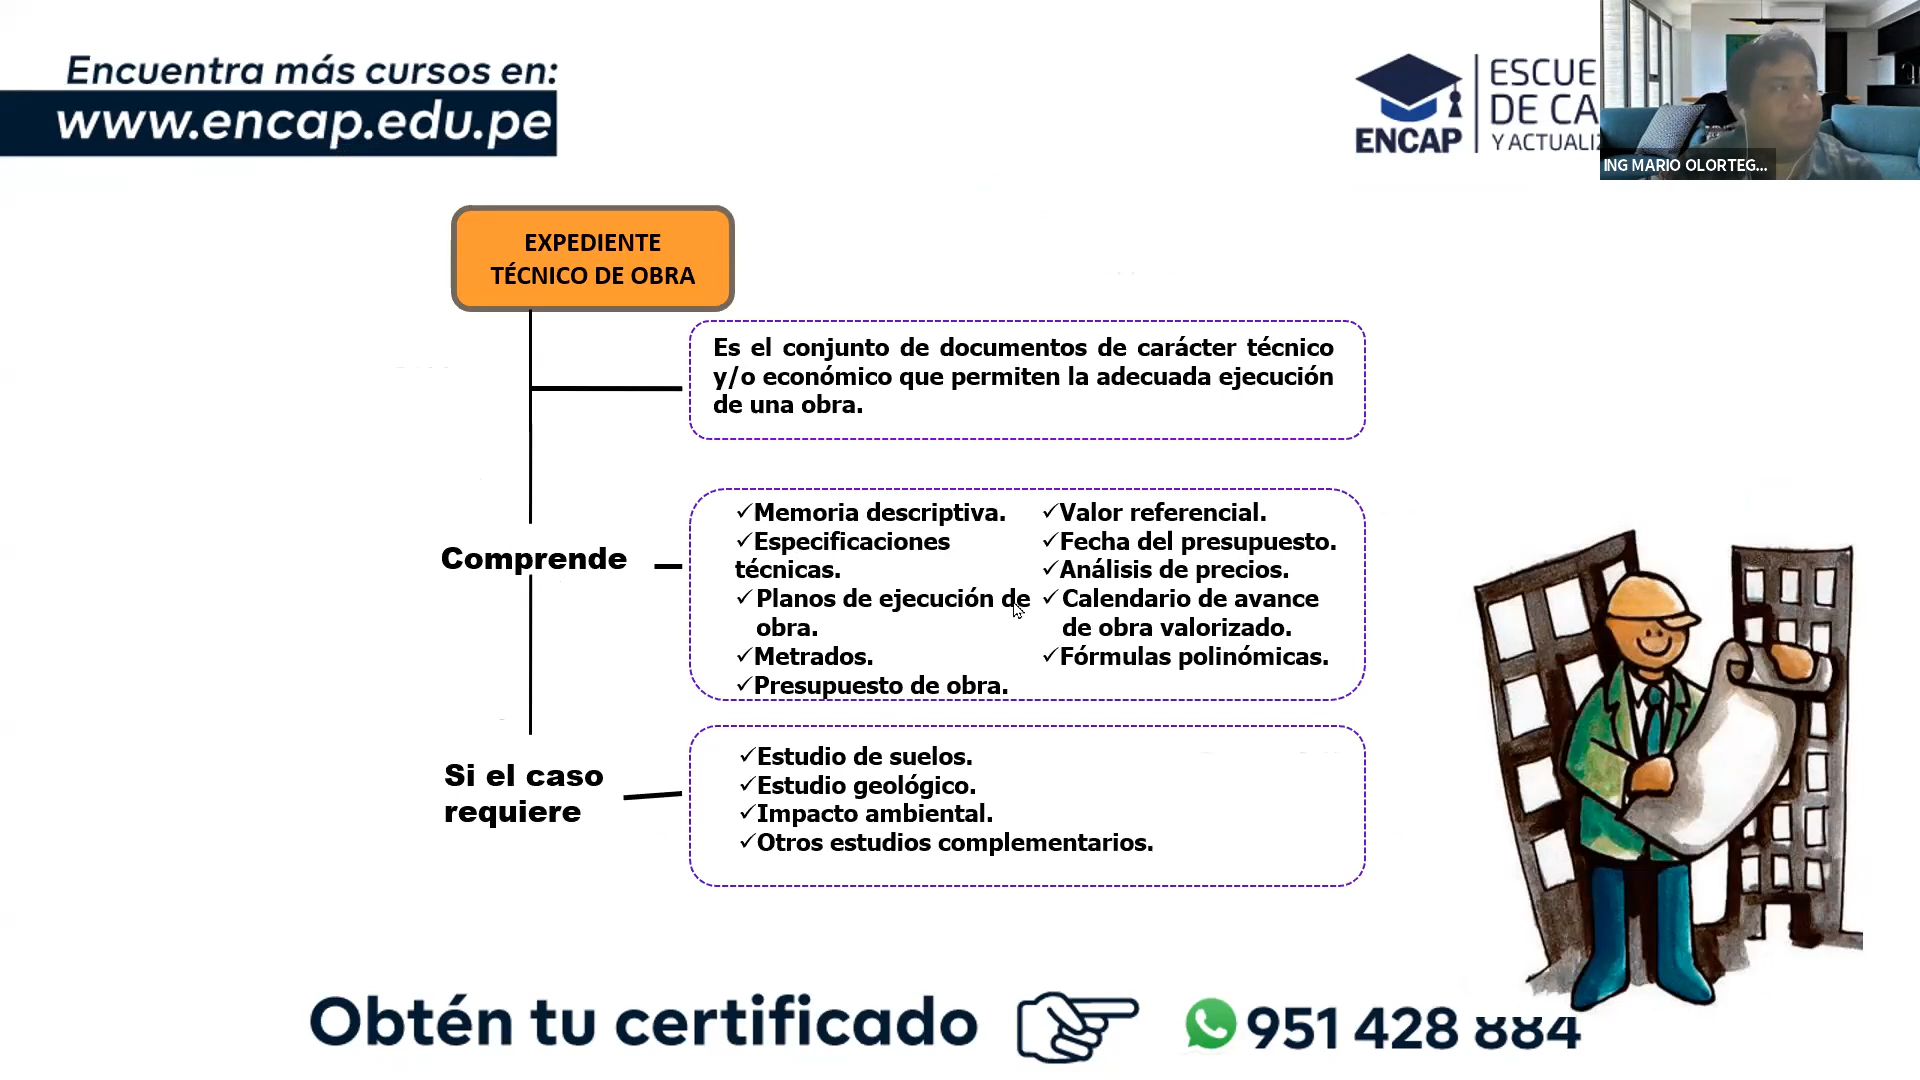 Encuentra más cursos en:
www.encap.edu.pe
ENCAP
ESCUE
DE CA
Y ACTUALIZ
ING MARIO OLORTEG...
EXPEDIENTE
TÉCNICO DE OBRA
Es el conjunto de documentos de carácter técnico
y/o económico que permiten la adecuada ejecución
de una obra.
Comprende
✓Memoria descriptiva.
✓Especificaciones
técnicas.
✓Planos de ejecución de
obra.
✓Metrados.
✓Presupuesto de obra.
✓Valor referencial.
✓Fecha del presupuesto.
✓Análisis de precios.
✓Calendario de avance
de obra valorizado.
✓Fórmulas polinómicas.
Si el caso
requiere
✓Estudio de suelos.
✓Estudio geológico.
✓Impacto ambiental.
✓Otros estudios complementarios.
Obtén tu certificado
951 428 884